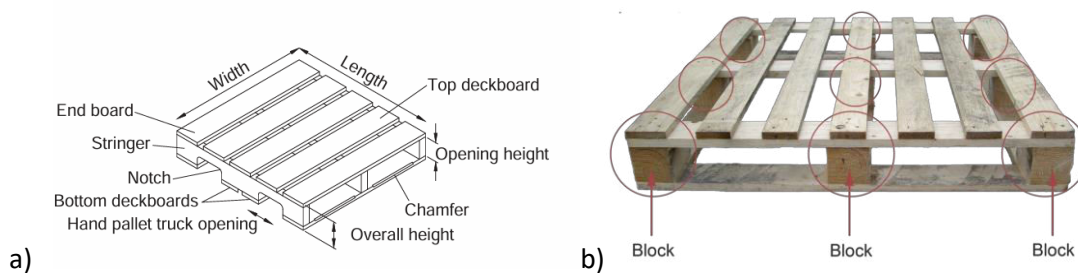 Width
Length
Top deckboard
End board
Stringer
Opening height
Notch
Bottom deckboards
Chamfer
Hand pallet truck opening
Overall height
a)
b)
Block
Block
Block